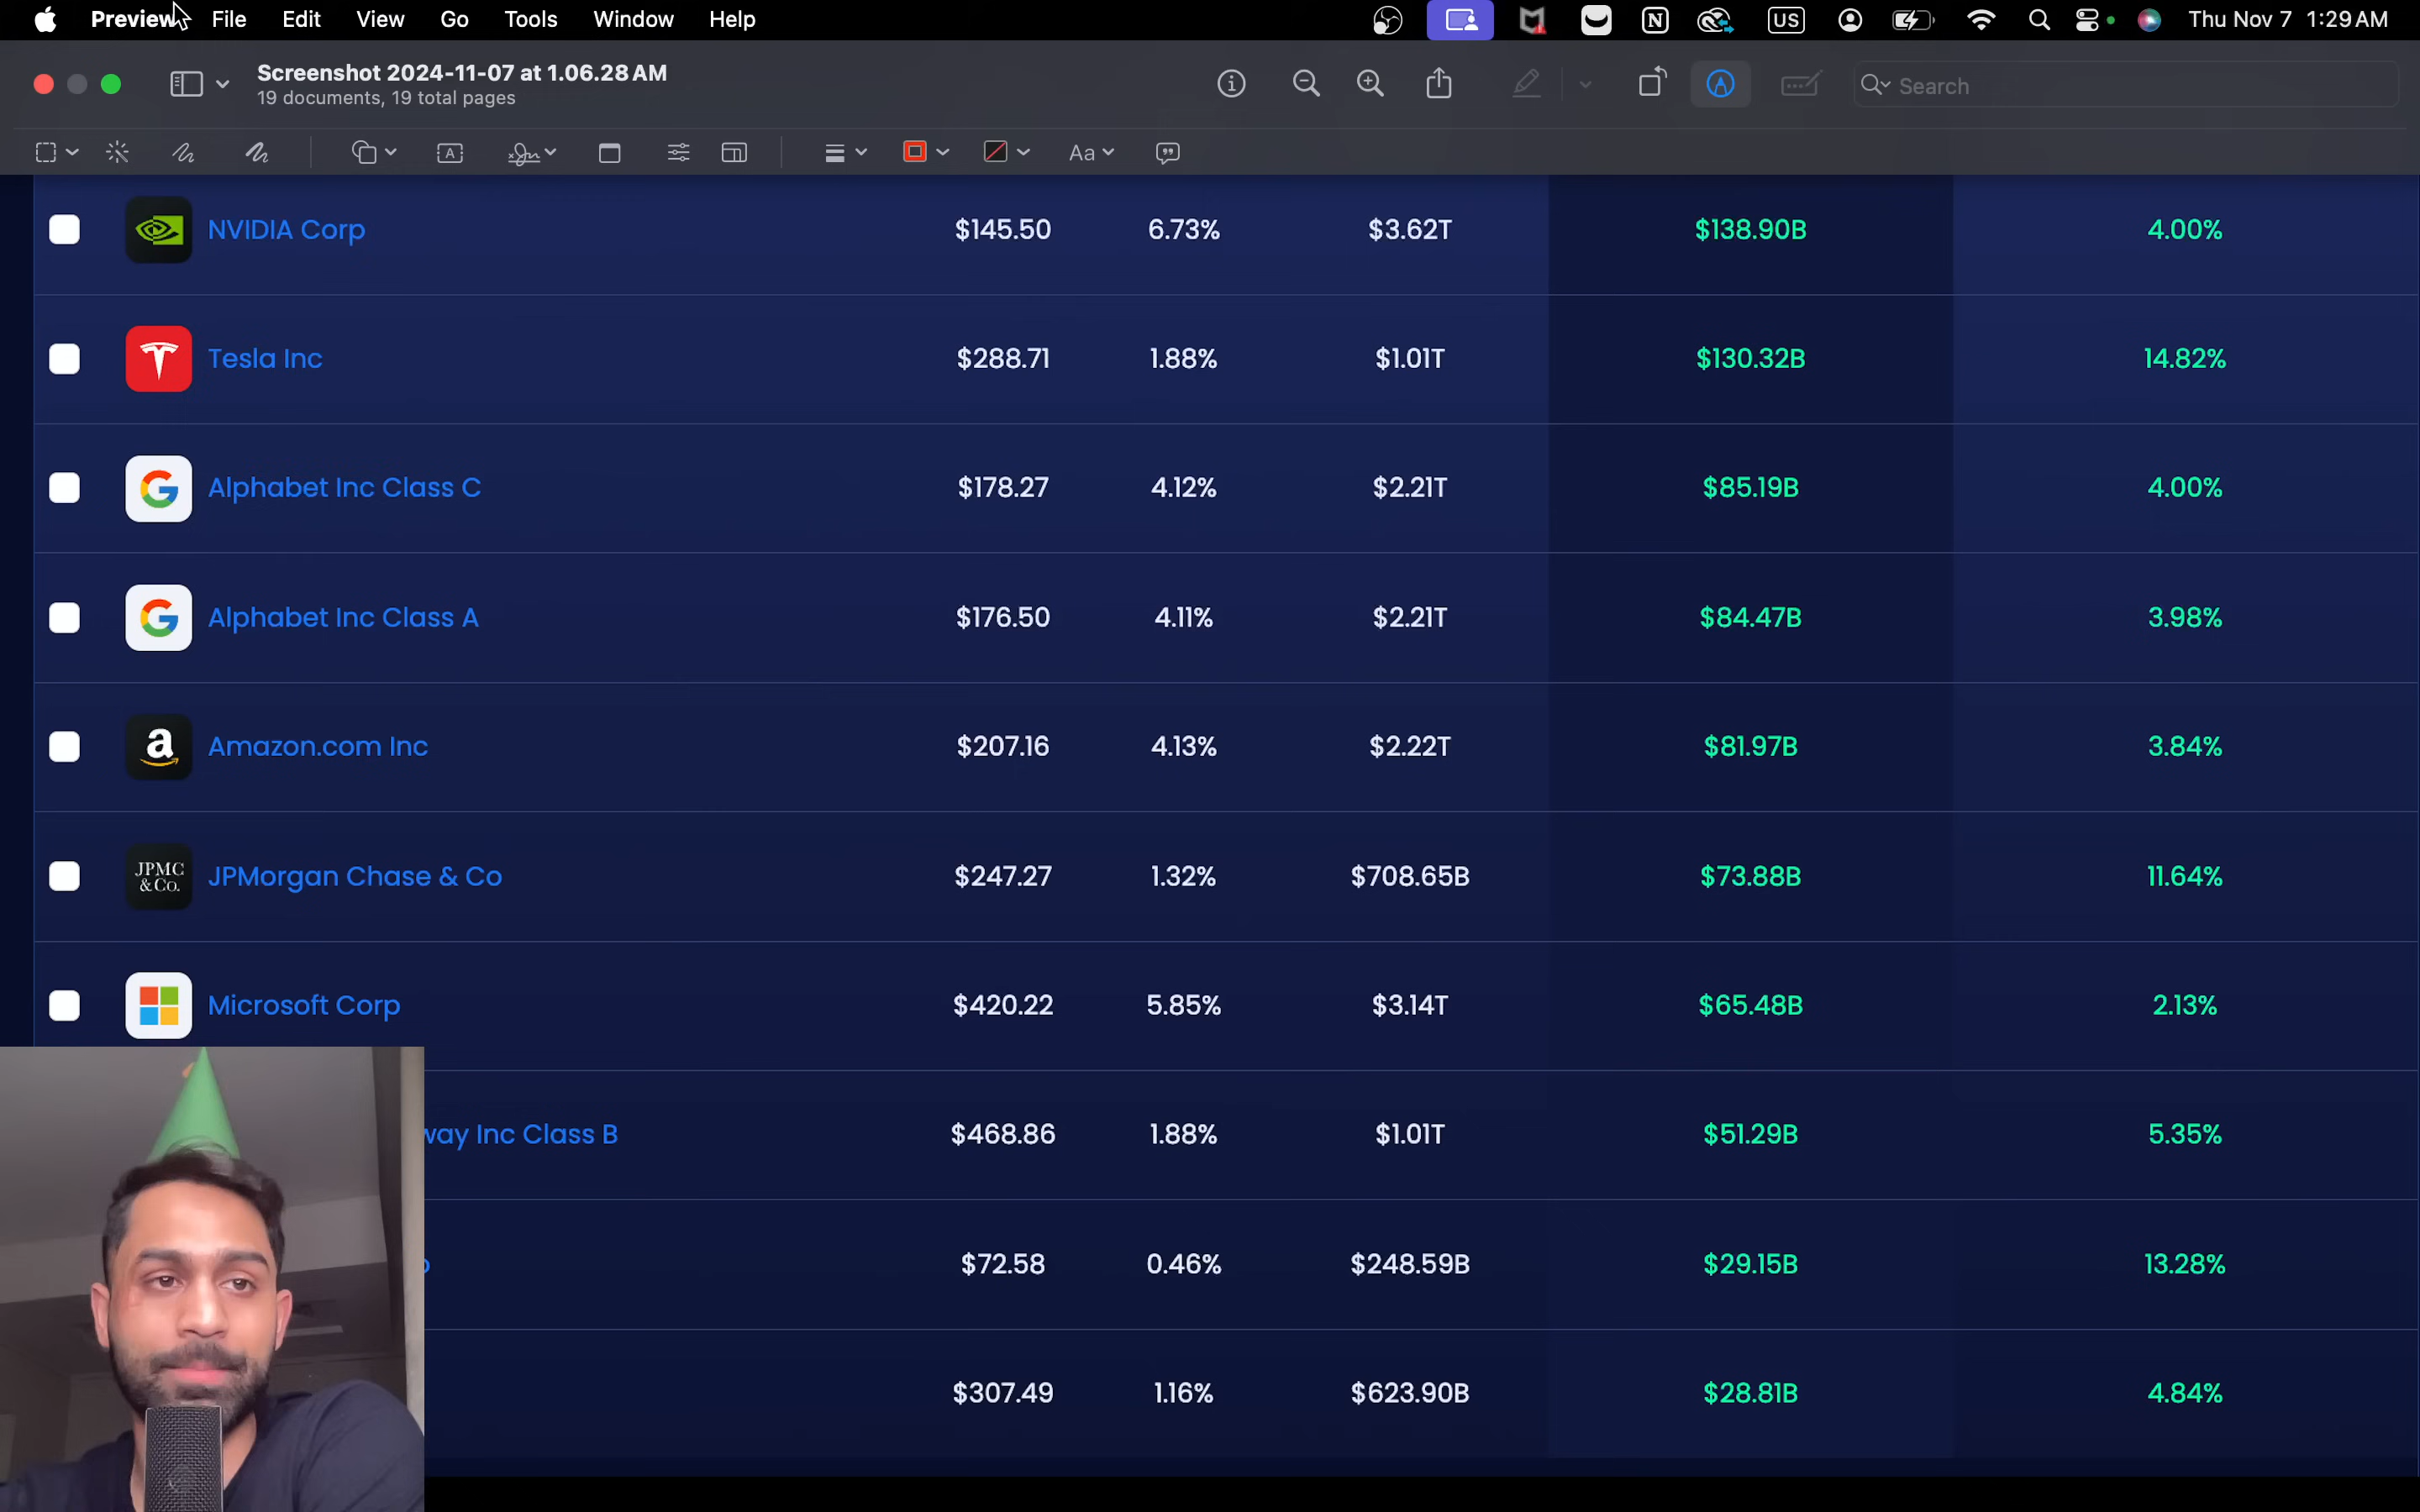 Preview File Edit View Go Tools Window Help US Thu Nov 7 1:29 AM
Screenshot 2024-11-07 at 1.06.28 AM
19 documents, 19 total pages
Search
A Aa
NVIDIA Corp $145.50 6.73% $3.62T $138.90B 4.00%
Tesla Inc $288.71 1.88% $1.01T $130.32B 14.82%
Alphabet Inc Class C $178.27 4.12% $2.21T $85.19B 4.00%
Alphabet Inc Class A $176.50 4.11% $2.21T $84.47B 3.98%
Amazon.com Inc $207.16 4.13% $2.22T $81.97B 3.84%
JPMC & CO. JPMorgan Chase & Co $247.27 1.32% $708.65B $73.88B 11.64%
Microsoft Corp $420.22 5.85% $3.14T $65.48B 2.13%
way Inc Class B $468.86 1.88% $1.01T $51.29B 5.35%
$72.58 0.46% $248.59B $29.15B 13.28%
$307.49 1.16% $623.90B $28.81B 4.84%